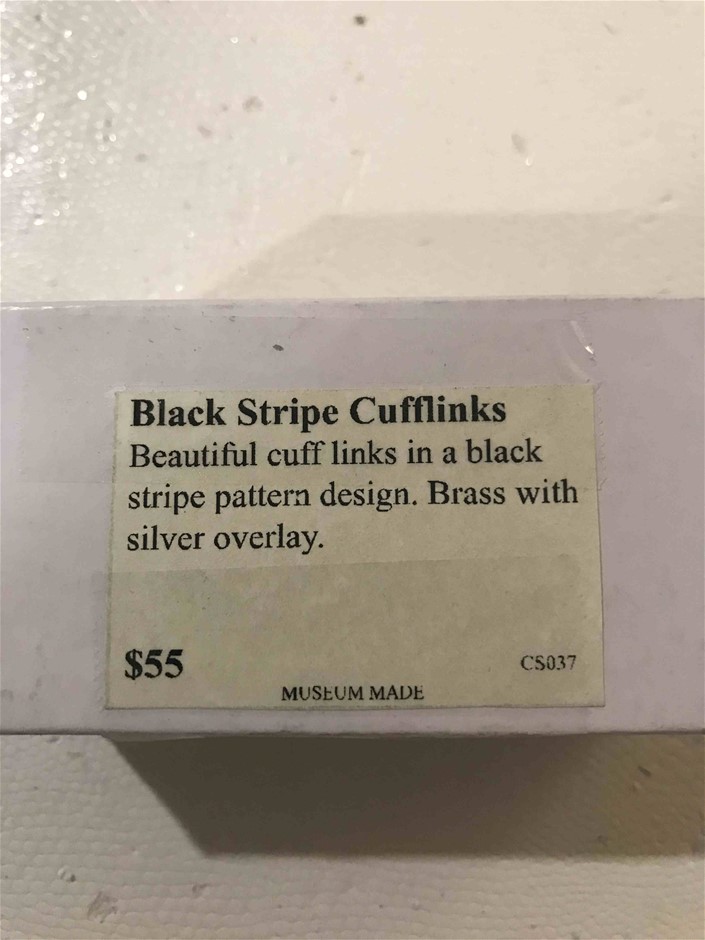 Black Stripe Cufflinks
Beautiful cuff links in a black
stripe pattern design. Brass with
silver overlay.
$55
CS037
MUSEUM MADE